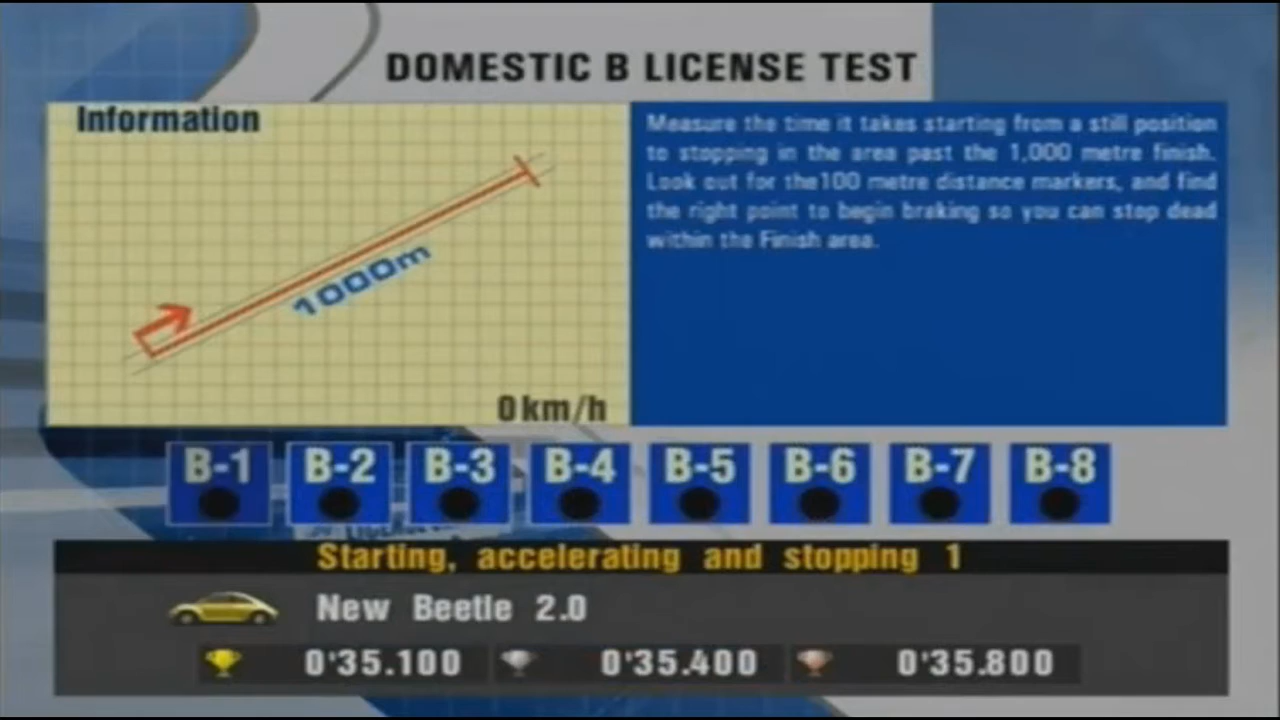 DOMESTIC B LICENSE TEST
Information
1000m
0km/h
Measure the time it takes starting from a still position
to stopping in the area past the 1,000 metre finish.
Look out for the100 metre distance markers, and find
the right point to begin braking so you can stop dead
within the Finish area.
B-1 B-2 B-3 B-4 B-5 B-6 B-7 B-8
Starting, accelerating and stopping 1
New Beetle 2.0
0'35.100 0'35.400 0'35.800